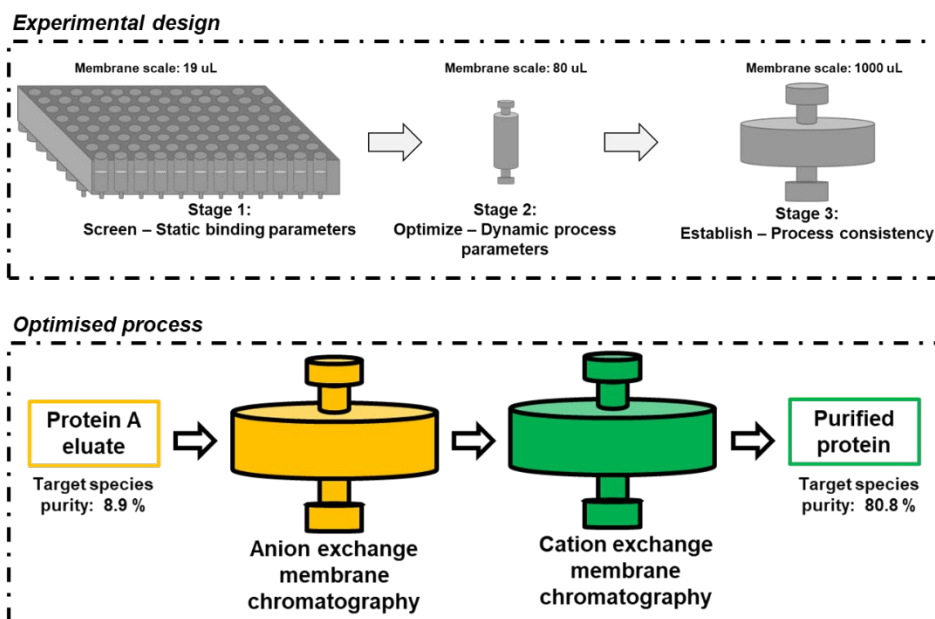 Experimental design
Membrane scale: 19 uL
Membrane scale: 80 uL
Membrane scale: 1000 uL
Stage 1:
Screen – Static binding parameters
Stage 2:
Optimize – Dynamic process
parameters
Stage 3:
Establish – Process consistency
Optimised process
Protein A
eluate
Target species
purity: 8.9 %
Anion exchange
membrane
chromatography
Cation exchange
membrane
chromatography
Purified
protein
Target species
purity: 80.8 %